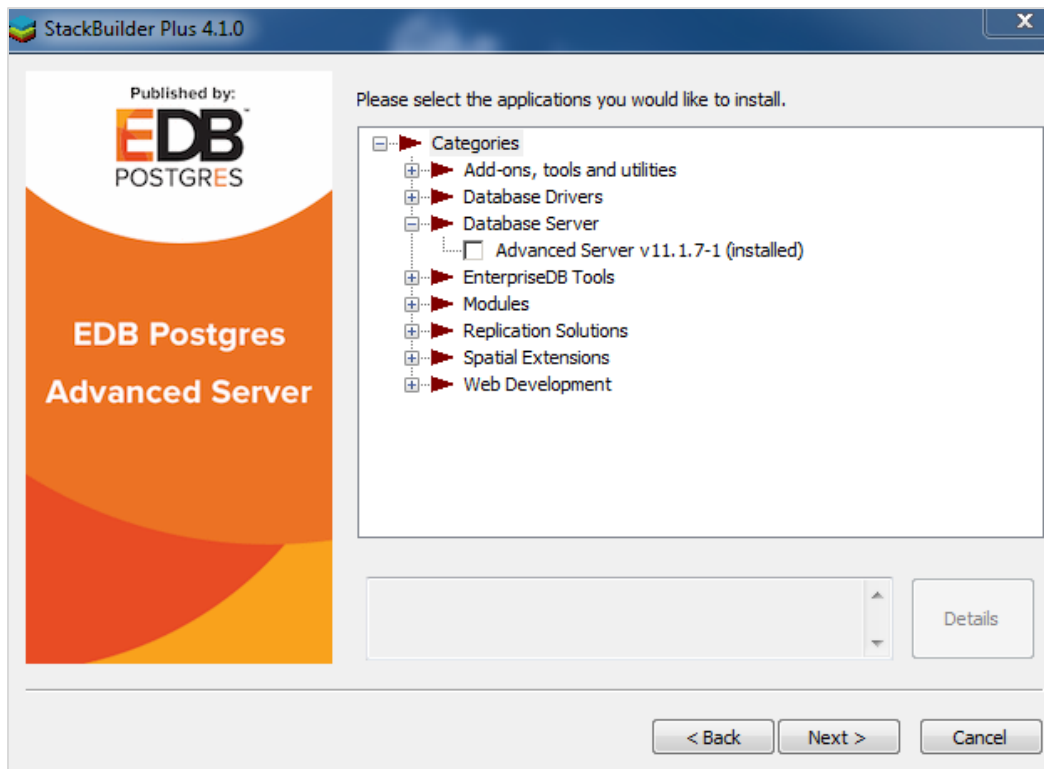 StackBuilder Plus 4.1.0
x
Published by:
EDB™
POSTGRES
EDB Postgres
Advanced Server
Please select the applications you would like to install.
Categories
Add-ons, tools and utilities
Database Drivers
Database Server
Advanced Server v11.1.7-1 (installed)
EnterpriseDB Tools
Modules
Replication Solutions
Spatial Extensions
Web Development
Details
< Back
Next >
Cancel